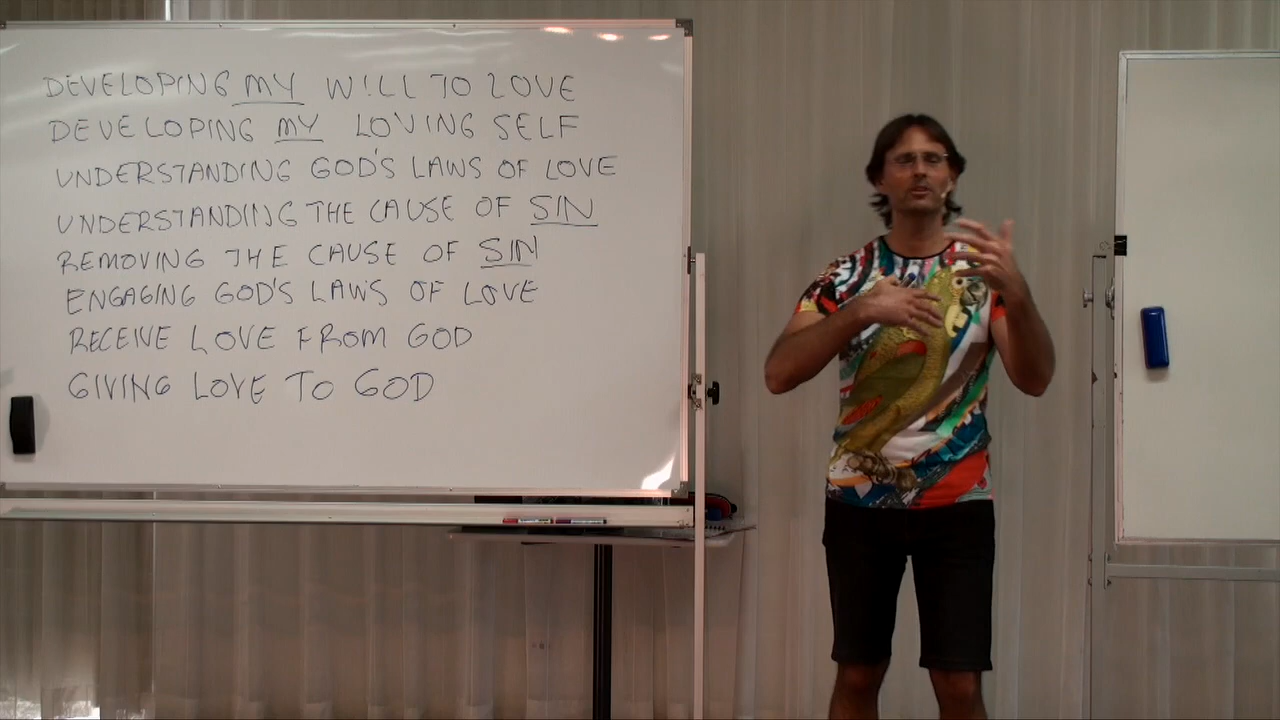 DEVELOPING MY WILL TO LOVE
DEVELOPING MY LOVING SELF
UNDERSTANDING GOD'S LAWS OF LOVE
UNDERSTANDING THE CAUSE OF SIN
REMOVING THE CAUSE OF SIN
ENGAGING GOD'S LAWS OF LOVE
RECEIVE LOVE FROM GOD
GIVING LOVE TO GOD